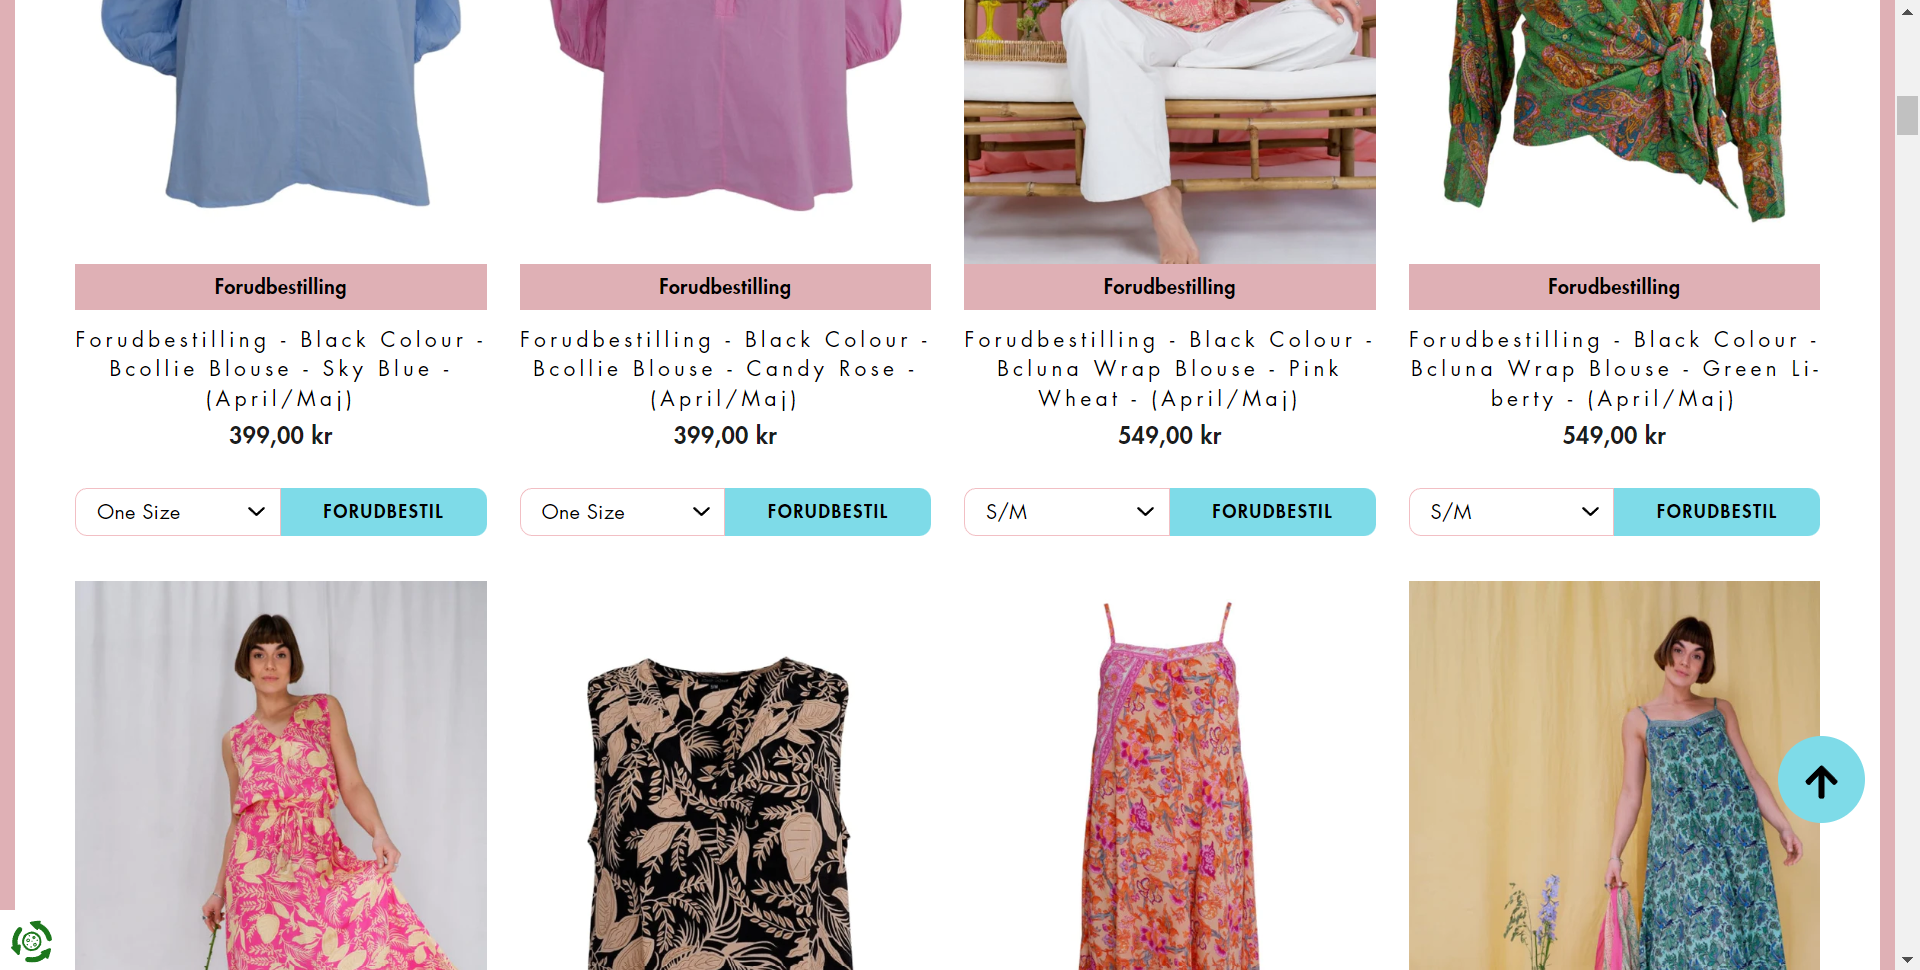 Forudbestilling
Forudbestilling
Forudbestilling
Forudbestilling
Forudbestilling - Black Colour -
Bcollie Blouse - Sky Blue -
(April/Maj)
399,00 kr
Forudbestilling - Black Colour -
Bcollie Blouse - Candy Rose -
(April/Maj)
399,00 kr
Forudbestilling - Black Colour -
Bcluna Wrap Blouse - Pink
Wheat - (April/Maj)
549,00 kr
Forudbestilling - Black Colour -
Bcluna Wrap Blouse - Green Li-
berty - (April/Maj)
549,00 kr
One Size
FORUDBESTIL
One Size
FORUDBESTIL
S/M
FORUDBESTIL
S/M
FORUDBESTIL